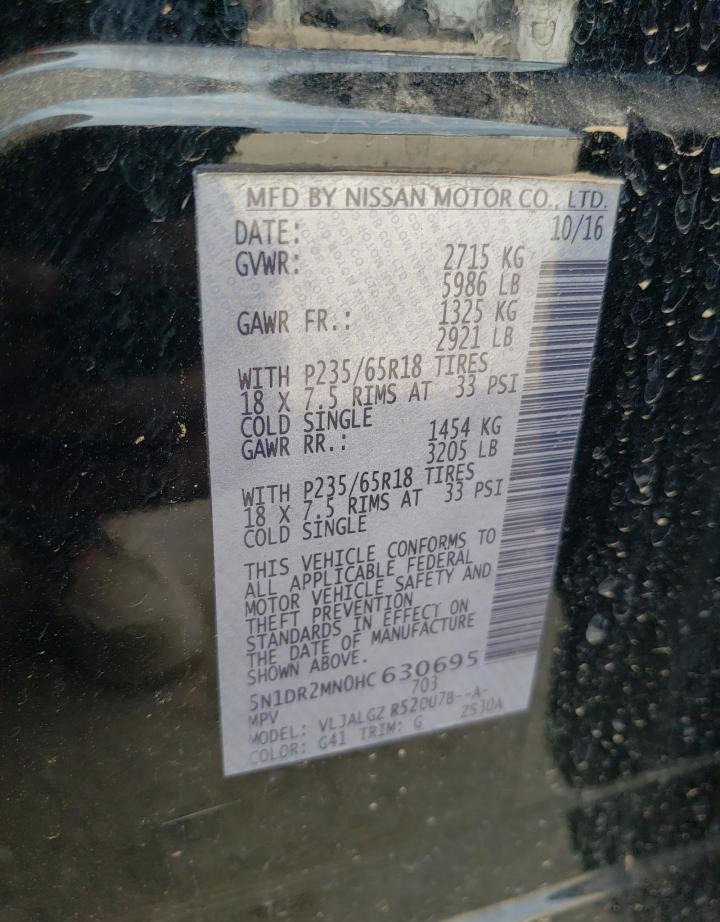 MFD BY NISSAN MOTOR CO., LTD.
DATE: 10/16
GVWR: 2715 KG
5986 LB
GAWR FR.: 1325 KG
2921 LB
WITH P235/65R18 TIRES
18 X 7.5 RIMS AT 33 PSI
COLD SINGLE
GAWR RR.: 1454 KG
3205 LB
WITH P235/65R18 TIRES
18 X 7.5 RIMS AT 33 PSI
COLD SINGLE
THIS VEHICLE CONFORMS TO
ALL APPLICABLE FEDERAL
MOTOR VEHICLE SAFETY AND
THEFT PREVENTION
STANDARDS IN EFFECT ON
THE DATE OF MANUFACTURE
SHOWN ABOVE.
5N1DR2MN0HC 630695
MPV 703
MODEL: VLJALGZ R52DU7B--A-
COLOR: G41 TRIM: G ZS30A